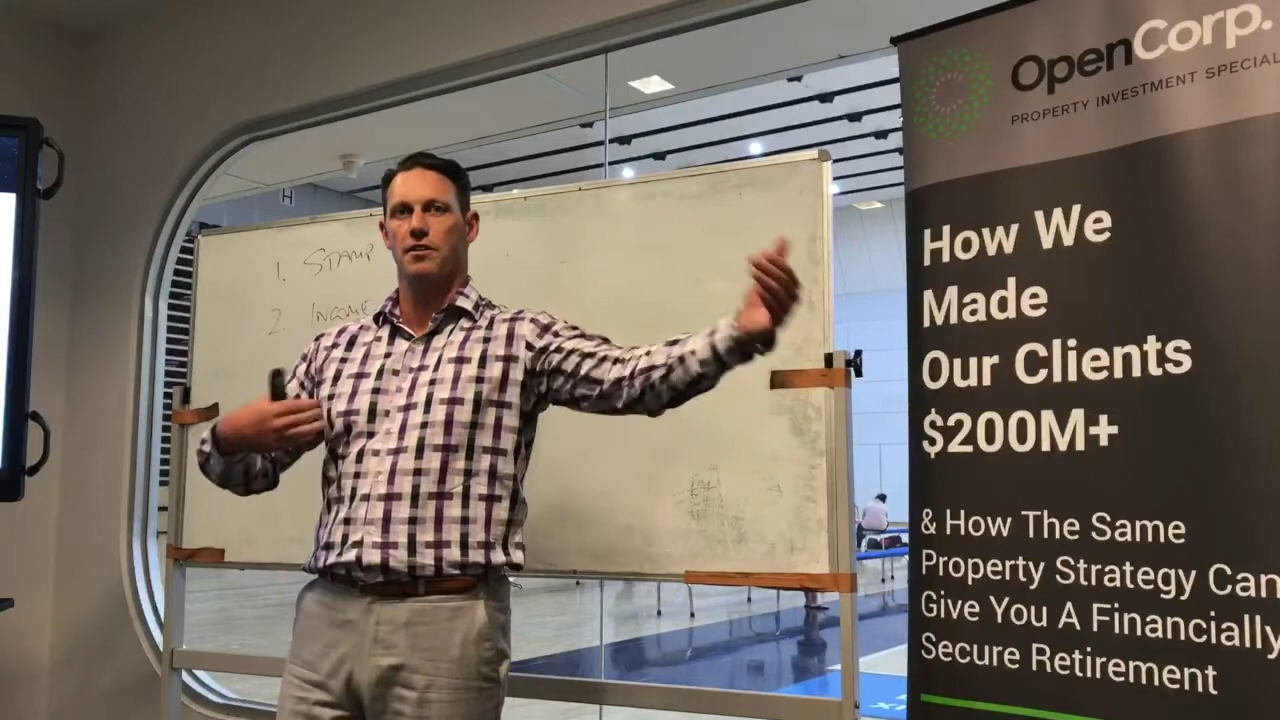 1. STAMP
2. INCOME
H
OpenCorp.
PROPERTY INVESTMENT SPECIAL
How We
Made
Our Clients
$200M+
& How The Same
Property Strategy Can
Give You A Financially
Secure Retirement